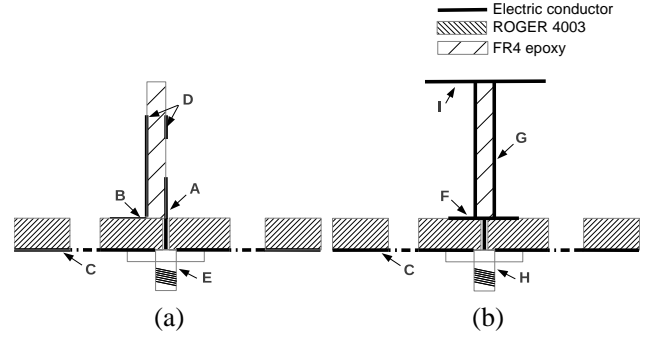 Electric conductor
ROGER 4003
FR4 epoxy
D
I
G
B
A
F
C
E
C
H
(a)
(b)